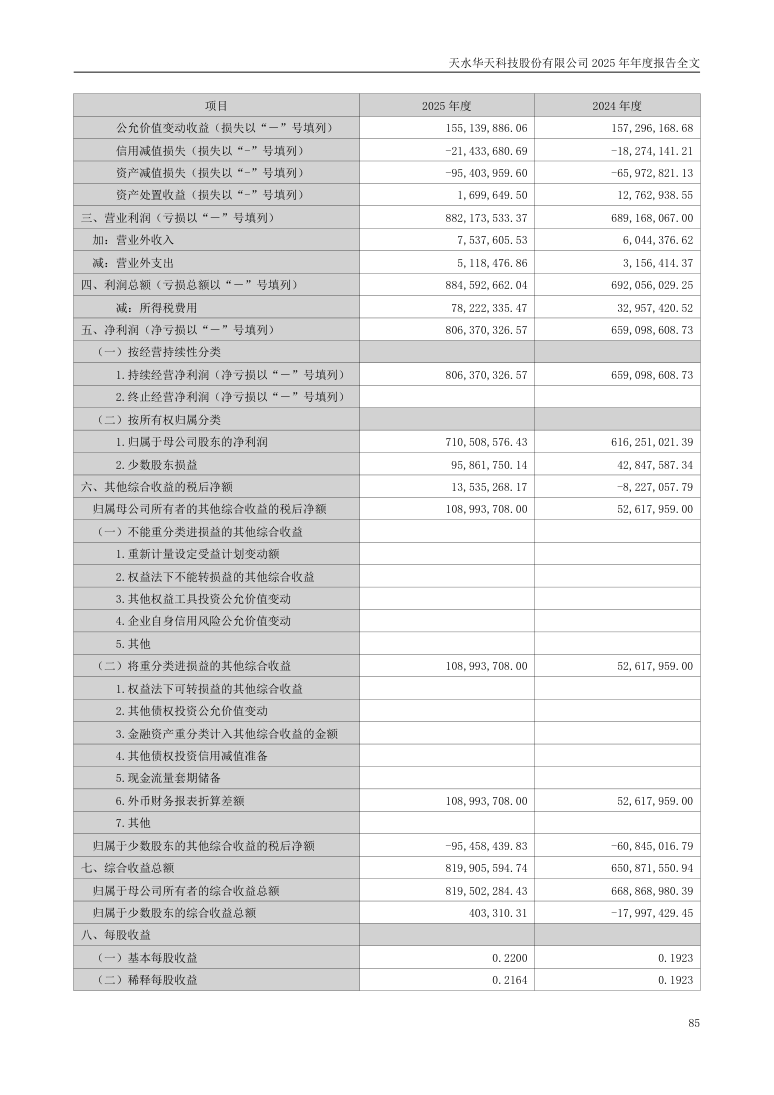 天水华天科技股份有限公司 2025 年年度报告全文
项目 2025 年度 2024 年度
公允价值变动收益（损失以“－”号填列） 155,139,886.06 157,296,168.68
信用减值损失（损失以“-”号填列） -21,433,680.69 -18,274,141.21
资产减值损失（损失以“-”号填列） -95,403,959.60 -65,972,821.13
资产处置收益（损失以“-”号填列） 1,699,649.50 12,762,938.55
三、营业利润（亏损以“－”号填列） 882,173,533.37 689,168,067.00
加：营业外收入 7,537,605.53 6,044,376.62
减：营业外支出 5,118,476.86 3,156,414.37
四、利润总额（亏损总额以“－”号填列） 884,592,662.04 692,056,029.25
减：所得税费用 78,222,335.47 32,957,420.52
五、净利润（净亏损以“－”号填列） 806,370,326.57 659,098,608.73
（一）按经营持续性分类
1.持续经营净利润（净亏损以“－”号填列） 806,370,326.57 659,098,608.73
2.终止经营净利润（净亏损以“－”号填列）
（二）按所有权归属分类
1.归属于母公司股东的净利润 710,508,576.43 616,251,021.39
2.少数股东损益 95,861,750.14 42,847,587.34
六、其他综合收益的税后净额 13,535,268.17 -8,227,057.79
归属母公司所有者的其他综合收益的税后净额 108,993,708.00 52,617,959.00
（一）不能重分类进损益的其他综合收益
1.重新计量设定受益计划变动额
2.权益法下不能转损益的其他综合收益
3.其他权益工具投资公允价值变动
4.企业自身信用风险公允价值变动
5.其他
（二）将重分类进损益的其他综合收益 108,993,708.00 52,617,959.00
1.权益法下可转损益的其他综合收益
2.其他债权投资公允价值变动
3.金融资产重分类计入其他综合收益的金额
4.其他债权投资信用减值准备
5.现金流量套期储备
6.外币财务报表折算差额 108,993,708.00 52,617,959.00
7.其他
归属于少数股东的其他综合收益的税后净额 -95,458,439.83 -60,845,016.79
七、综合收益总额 819,905,594.74 650,871,550.94
归属于母公司所有者的综合收益总额 819,502,284.43 668,868,980.39
归属于少数股东的综合收益总额 403,310.31 -17,997,429.45
八、每股收益
（一）基本每股收益 0.2200 0.1923
（二）稀释每股收益 0.2164 0.1923
85